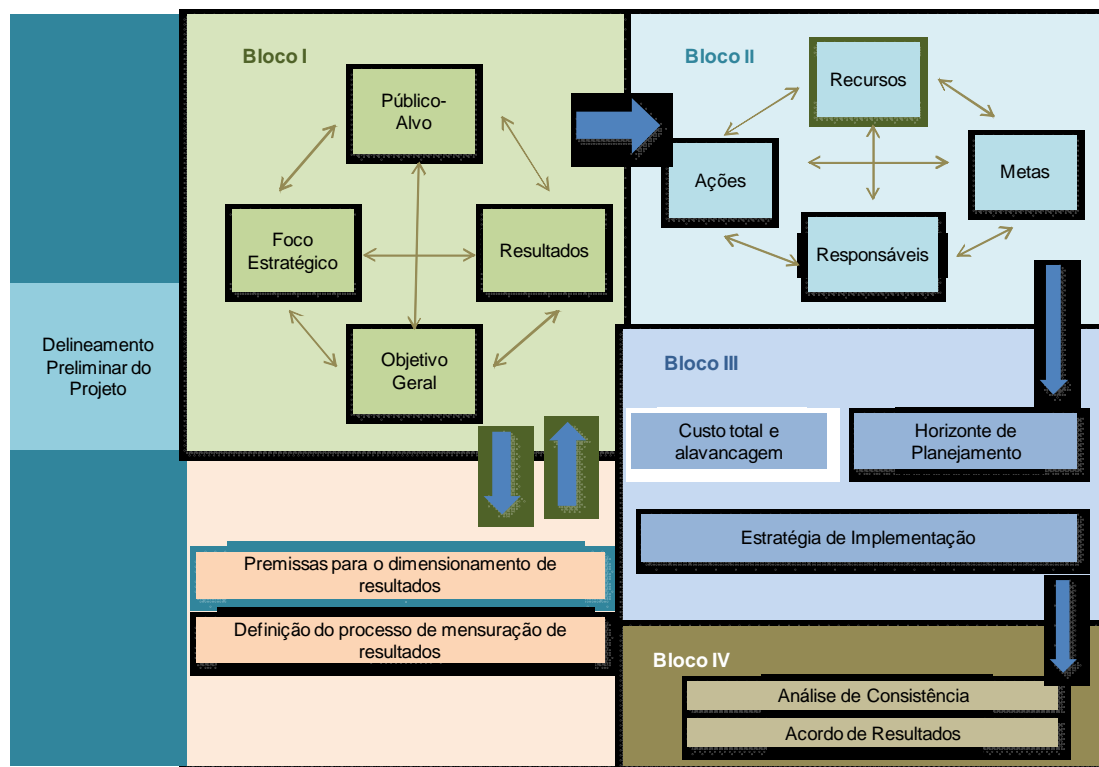 Delineamento
Preliminar do
Projeto
Bloco I
Público-
Alvo
Foco
Estratégico
Resultados
Objetivo
Geral
Premissas para o dimensionamento de
resultados
Definição do processo de mensuração de
resultados
Bloco II
Recursos
Ações
Metas
Responsáveis
Bloco III
Custo total e
alavancagem
Horizonte de
Planejamento
Estratégia de Implementação
Bloco IV
Análise de Consistência
Acordo de Resultados